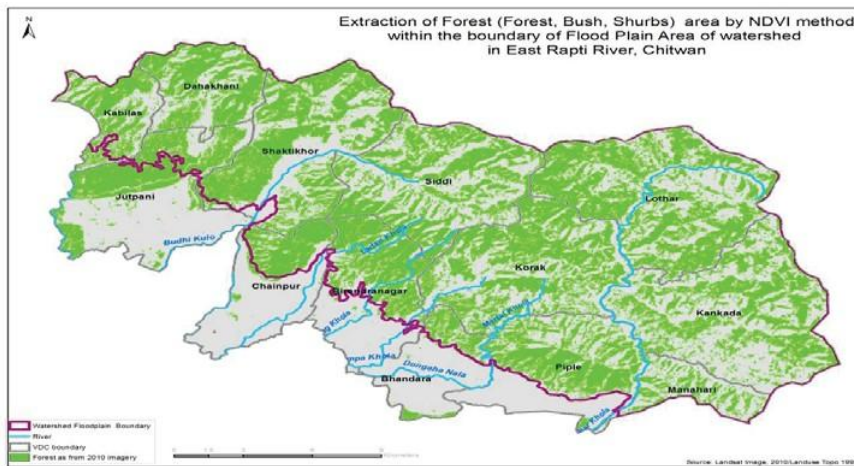 N
Extraction of Forest (Forest, Bush, Shurbs) area by NDVI method
within the boundary of Flood Plain Area of watershed
in East Rapti River, Chitwan
Dahakhani
Kabilas
Shaktikhor
Siddi
Jutpani
Lothar
Budhi Kulo
Korak
Chainpur
Birendranagar
Kankada
Dongaha Nala
Piple
Bhandara
Manahari
Watershed Floodplain Boundary
River
VDC boundary
Forest as from 2010 imagery
Source: Landsat Image, 2010/Landuse Topo 199